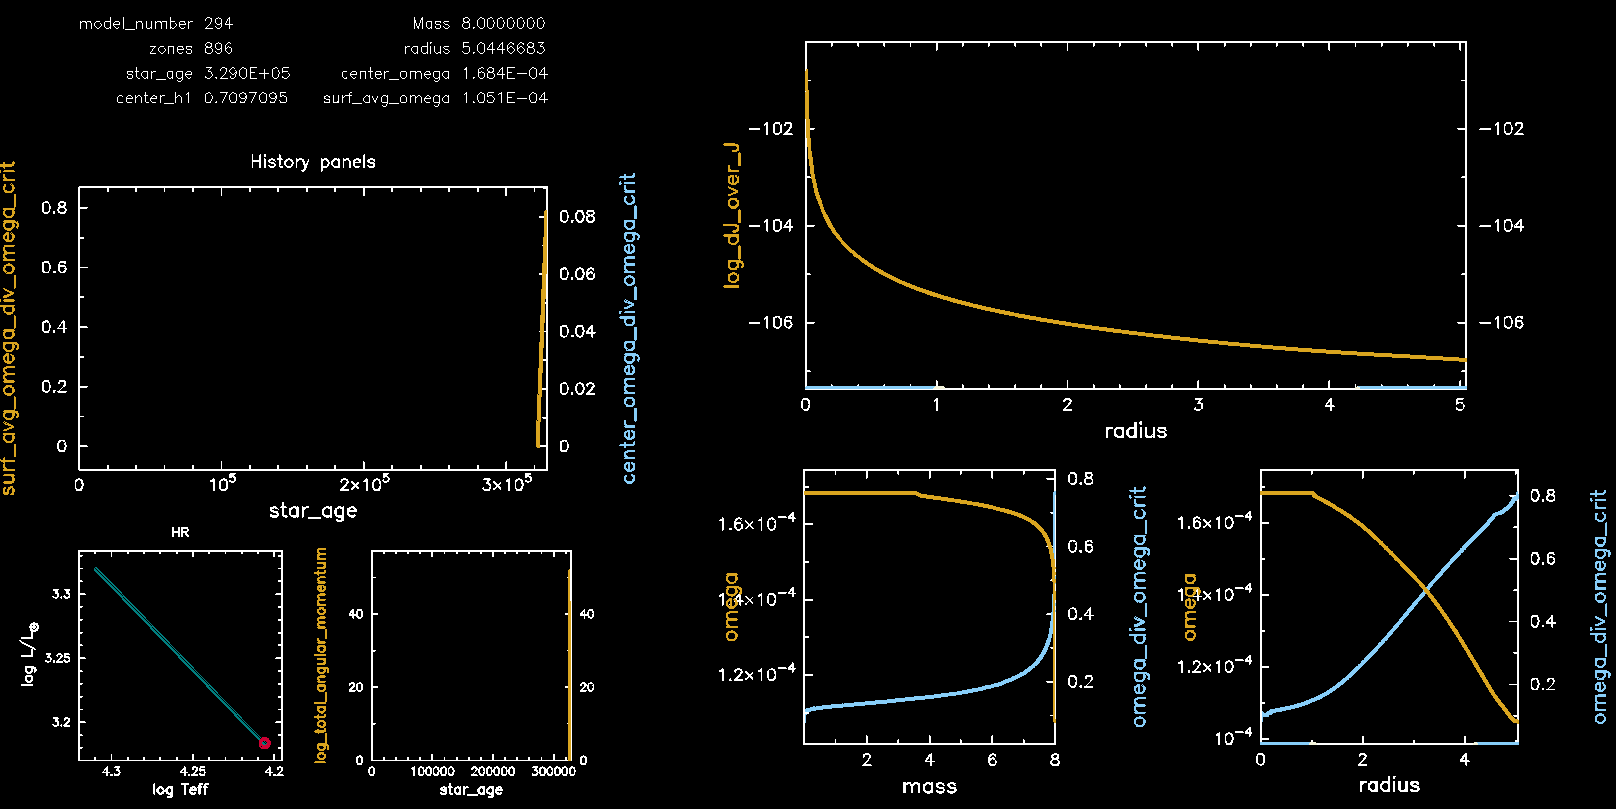 model_number 294 Mass 8.0000000
zones 896 radius 5.0446683
star_age 3.290E+05 center_omega 1.684E-04
center_h1 0.7097095 surf_avg_omega 1.051E-04
History panels
surf_avg_omega_div_omega_crit
0.8
0.6
0.4
0.2
0
0.08
0.06
0.04
0.02
0
center_omega_div_omega_crit
0 10⁵ 2×10⁵ 3×10⁵
star_age
log_dJ_over_J
-102
-104
-106
-102
-104
-106
0 1 2 3 4 5
radius
HR
log L/L⊙
3.3
3.25
3.2
4.3 4.25 4.2
log Teff
log_total_angular_momentum
40
20
0
40
20
0
0 100000 200000 300000
star_age
omega
1.6×10⁻⁴
1.4×10⁻⁴
1.2×10⁻⁴
0.8
0.6
0.4
0.2
omega_div_omega_crit
2 4 6 8
mass
omega
1.6×10⁻⁴
1.4×10⁻⁴
1.2×10⁻⁴
10⁻⁴
0.8
0.6
0.4
0.2
omega_div_omega_crit
0 2 4
radius